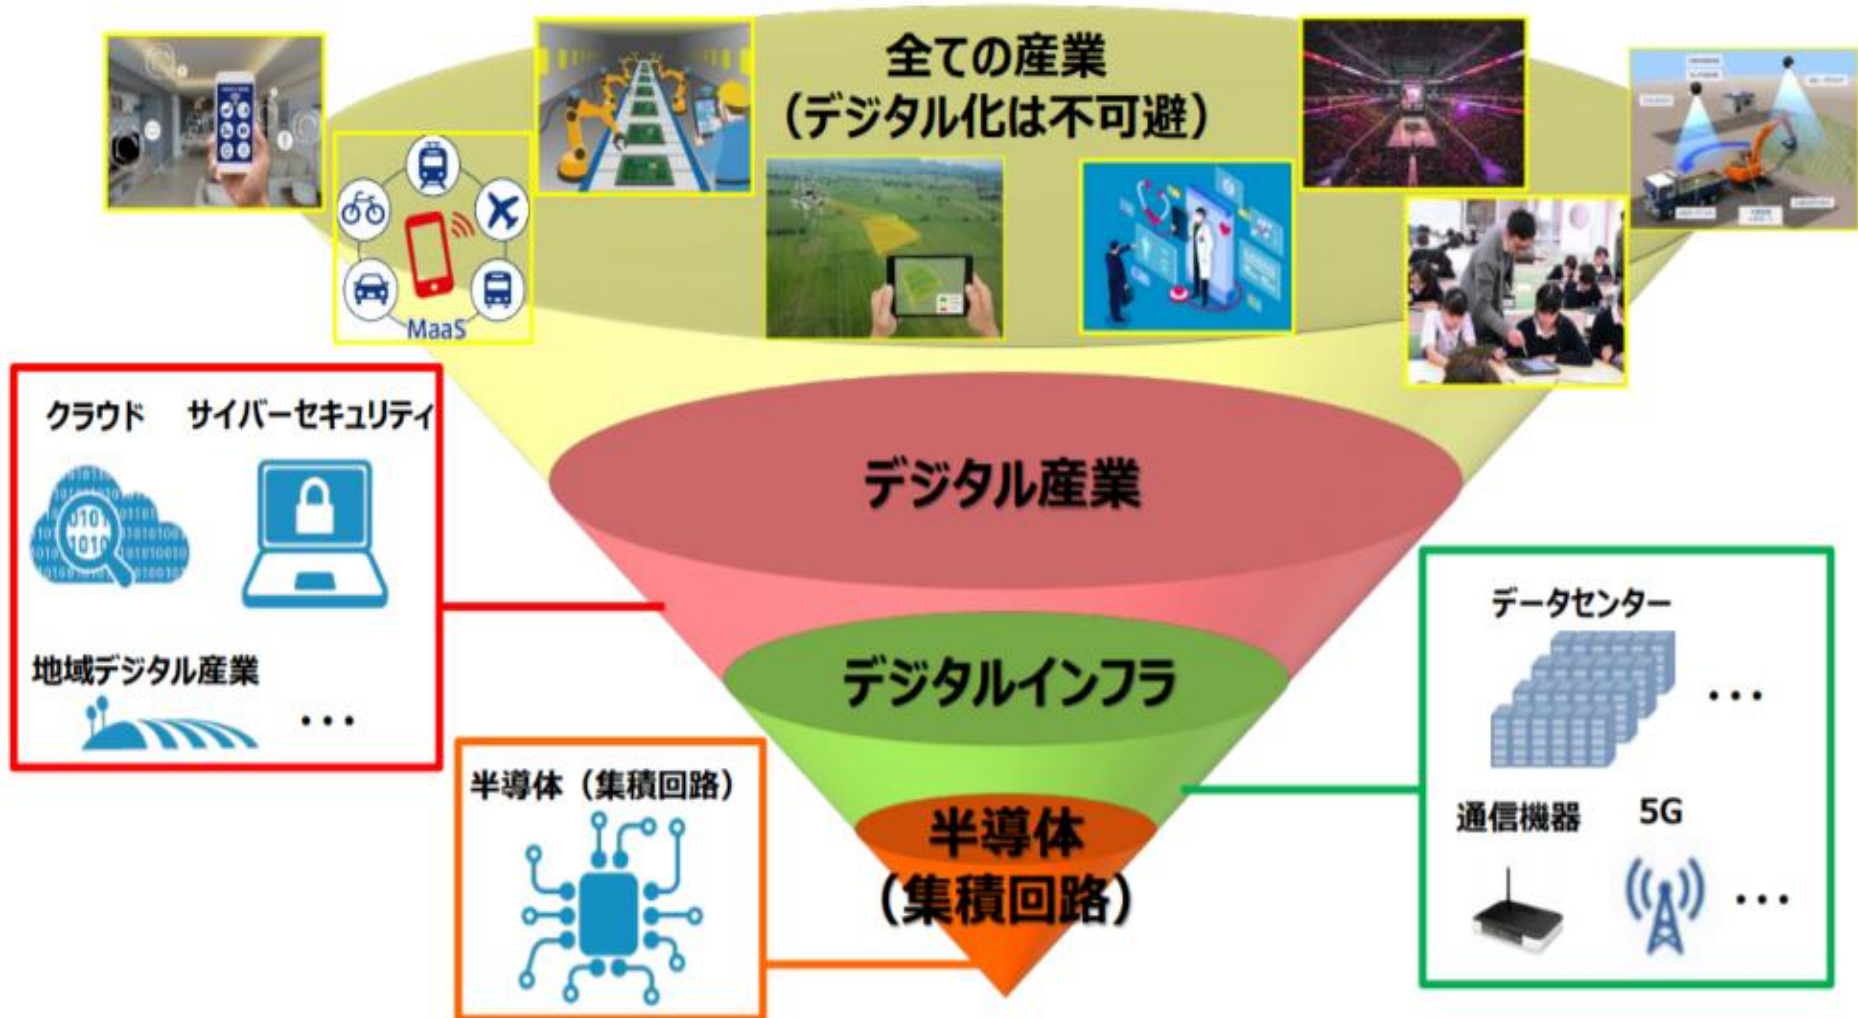 全ての産業
（デジタル化は不可避）
MaaS
クラウド
サイバーセキュリティ
地域デジタル産業
・・・
デジタル産業
デジタルインフラ
半導体
（集積回路）
半導体（集積回路）
データセンター
・・・
通信機器
5G
・・・